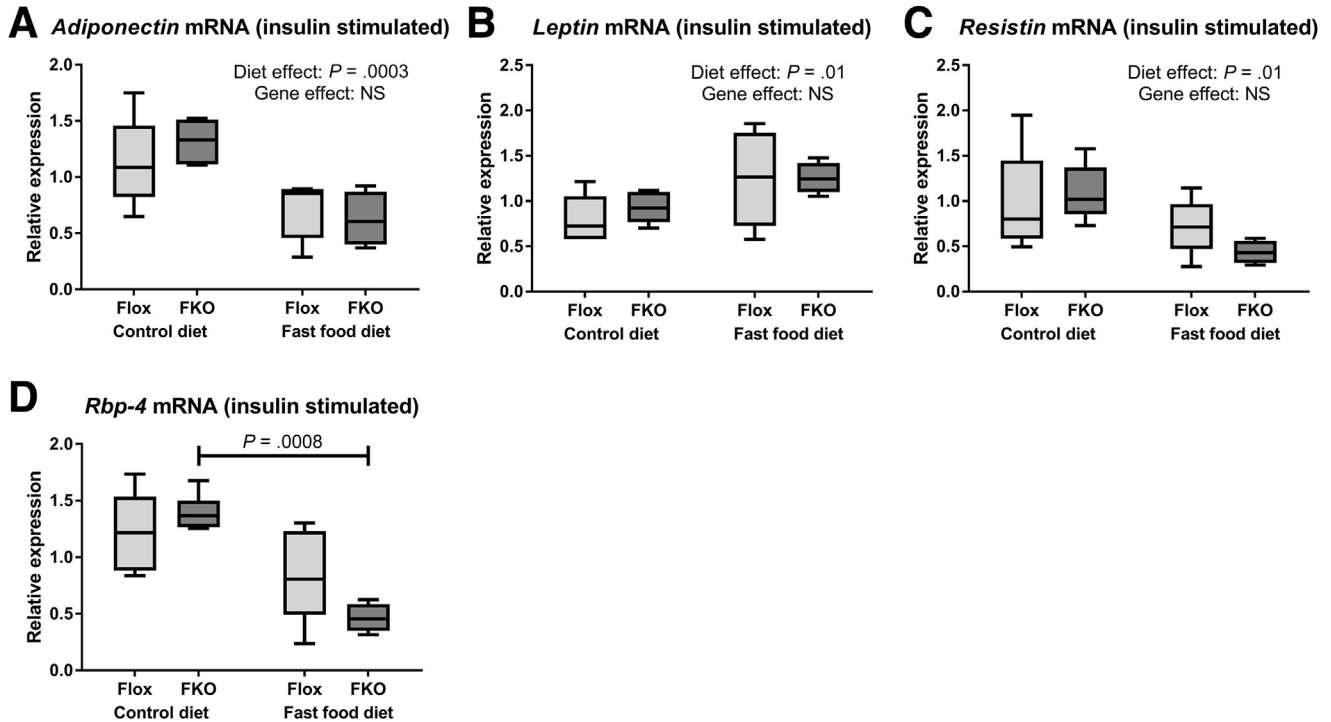 A Adiponectin mRNA (insulin stimulated)
Diet effect: P = .0003
Gene effect: NS
Relative expression
2.0
1.5
1.0
0.5
0.0
Flox FKO Flox FKO
Control diet Fast food diet
B Leptin mRNA (insulin stimulated)
Diet effect: P = .01
Gene effect: NS
Relative expression
2.5
2.0
1.5
1.0
0.5
0.0
Flox FKO Flox FKO
Control diet Fast food diet
C Resistin mRNA (insulin stimulated)
Diet effect: P = .01
Gene effect: NS
Relative expression
2.5
2.0
1.5
1.0
0.5
0.0
Flox FKO Flox FKO
Control diet Fast food diet
D Rbp-4 mRNA (insulin stimulated)
P = .0008
Relative expression
2.0
1.5
1.0
0.5
0.0
Flox FKO Flox FKO
Control diet Fast food diet